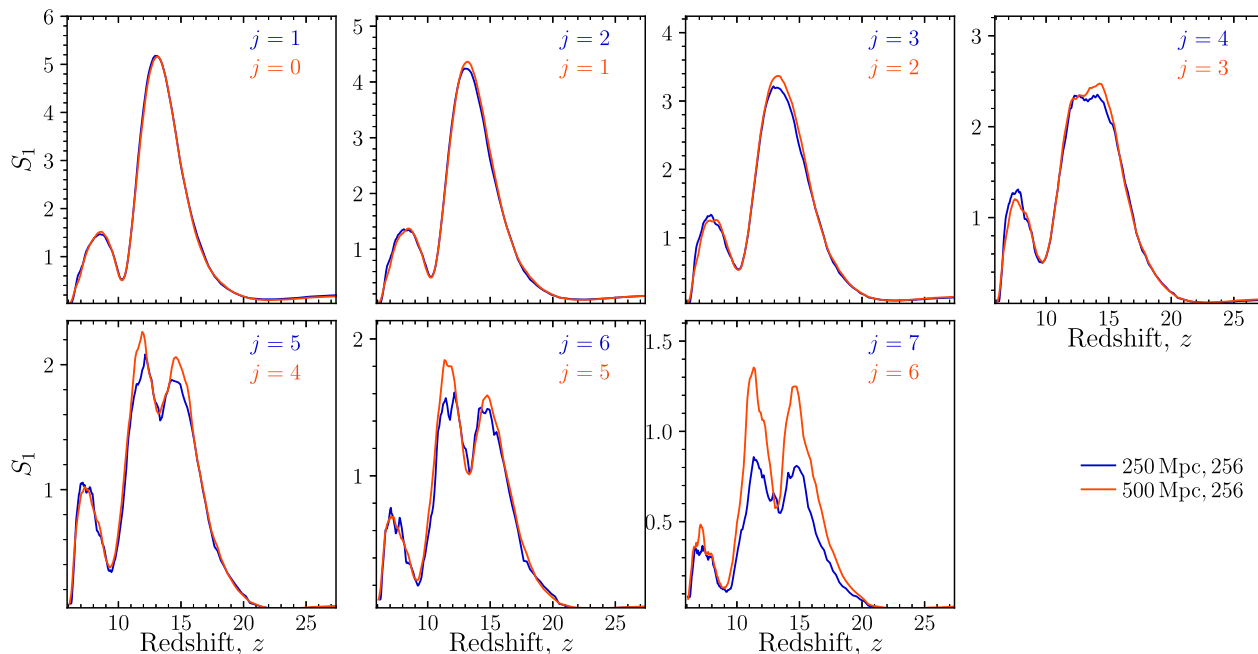 6
5
4
3
2
1
S₁
j = 1
j = 0
5
4
3
2
1
j = 2
j = 1
4
3
2
1
j = 3
j = 2
3
2
1
j = 4
j = 3
10 15 20 25
Redshift, z
2
1
S₁
j = 5
j = 4
10 15 20 25
Redshift, z
2
1
j = 6
j = 5
10 15 20 25
Redshift, z
1.5
1.0
0.5
j = 7
j = 6
10 15 20 25
Redshift, z
250 Mpc, 256
500 Mpc, 256